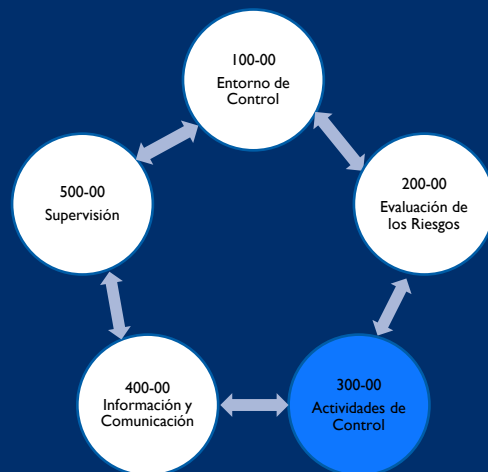 100-00
Entorno de
Control
200-00
Evaluación de
los Riesgos
300-00
Actividades de
Control
400-00
Información y
Comunicación
500-00
Supervisión